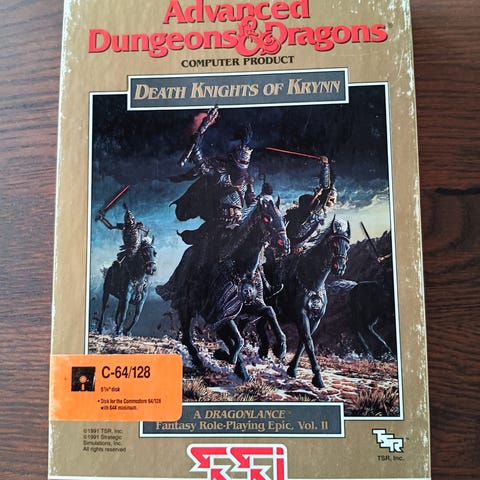 Advanced
Dungeons & Dragons®
COMPUTER PRODUCT
DEATH KNIGHTS OF KRYNN
C-64/128
5¼" disk
• Disk for the Commodore 64/128
with 64K minimum.
A DRAGONLANCE™
Fantasy Role-Playing Epic, Vol. II
©1991 TSR, Inc.
©1991 Strategic
Simulations, Inc.
All rights reserved
TSR
TSR, Inc.
SSI